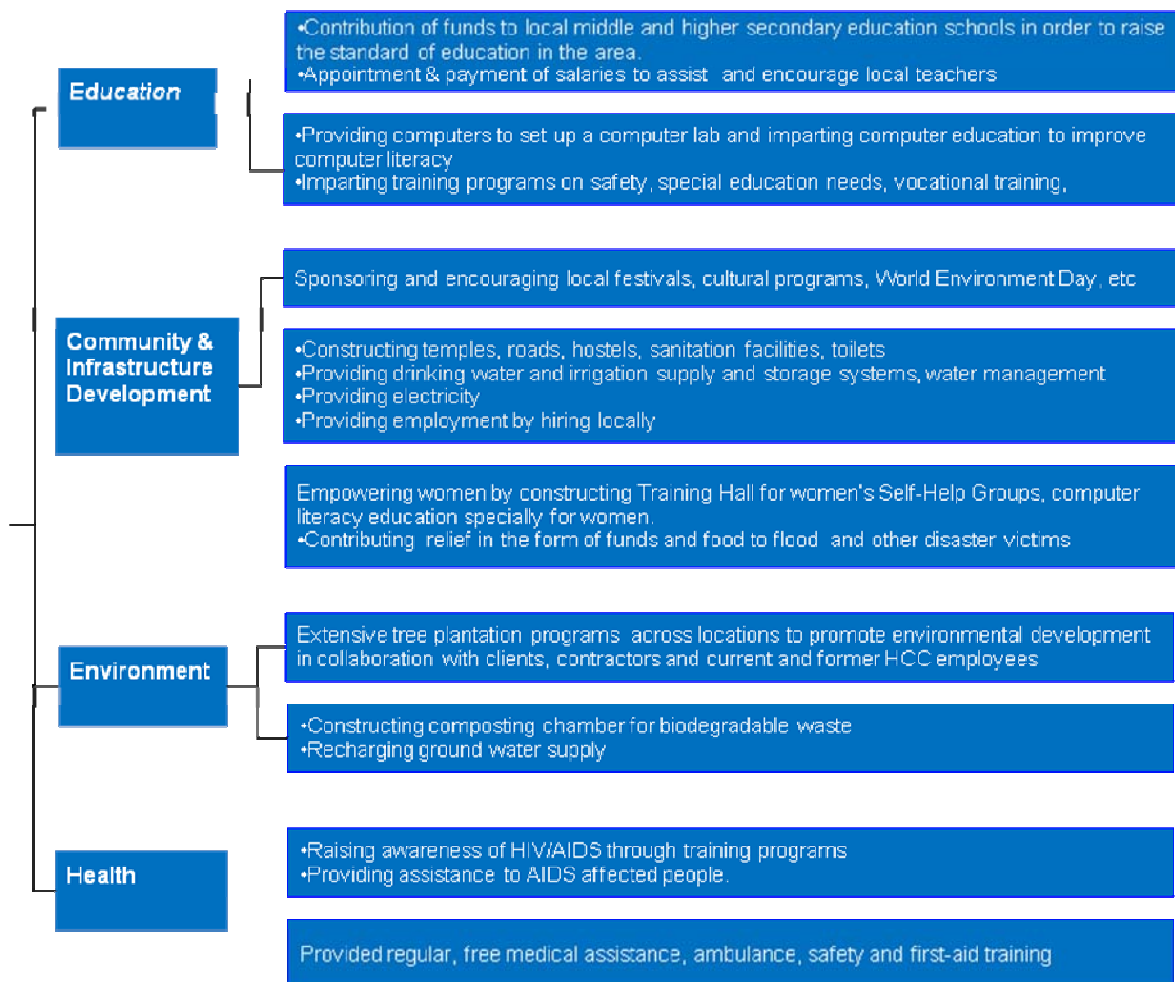 Education
•Contribution of funds to local middle and higher secondary education schools in order to raise
the standard of education in the area.
•Appointment & payment of salaries to assist and encourage local teachers
•Providing computers to set up a computer lab and imparting computer education to improve
computer literacy
•Imparting training programs on safety, special education needs, vocational training,
Community &
Infrastructure
Development
Sponsoring and encouraging local festivals, cultural programs, World Environment Day, etc
•Constructing temples, roads, hostels, sanitation facilities, toilets
•Providing drinking water and irrigation supply and storage systems, water management
•Providing electricity
•Providing employment by hiring locally
Empowering women by constructing Training Hall for women's Self-Help Groups, computer
literacy education specially for women.
•Contributing relief in the form of funds and food to flood and other disaster victims
Environment
Extensive tree plantation programs across locations to promote environmental development
in collaboration with clients, contractors and current and former HCC employees
•Constructing composting chamber for biodegradable waste
•Recharging ground water supply
Health
•Raising awareness of HIV/AIDS through training programs
•Providing assistance to AIDS affected people.
Provided regular, free medical assistance, ambulance, safety and first-aid training